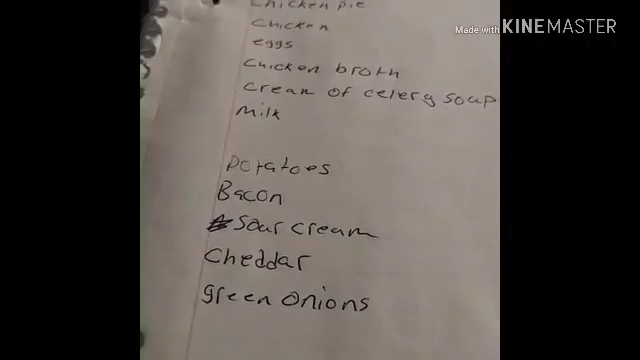 chicken pie
chicken
eggs
chicken broth
cream of celery soup
milk
potatoes
Bacon
sour cream
cheddar
green onions
Made with KINEMASTER